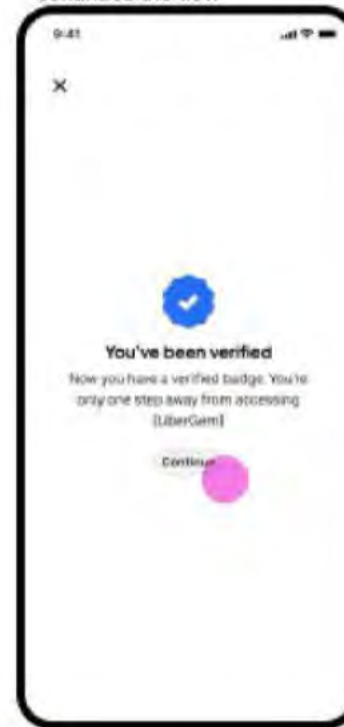 9:41
You've been verified
Now you have a verified badge. You're
only one step away from accessing
[UberGem]
Continue